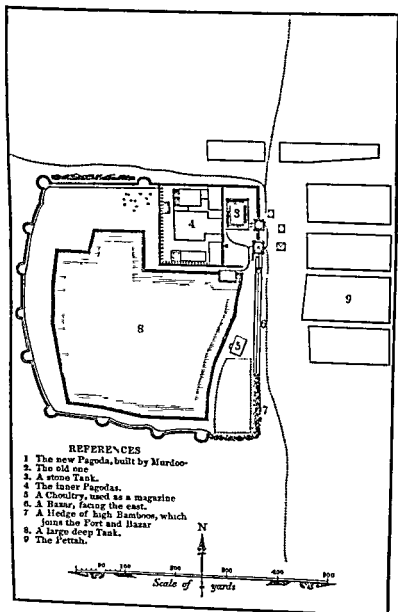 4
3
8
5
6
7
9
REFERENCES
1 The new Pagoda, built by Murdoo-
2. The old one
3. A stone Tank.
4. The inner Pagodas.
5 A Choultry, used as a magazine
6. A Bazar, facing the east.
7 A Hedge of high Bamboos, which
joins the Fort and Bazar
8. A large deep Tank.
9 The Pettah.
N
Scale of yards